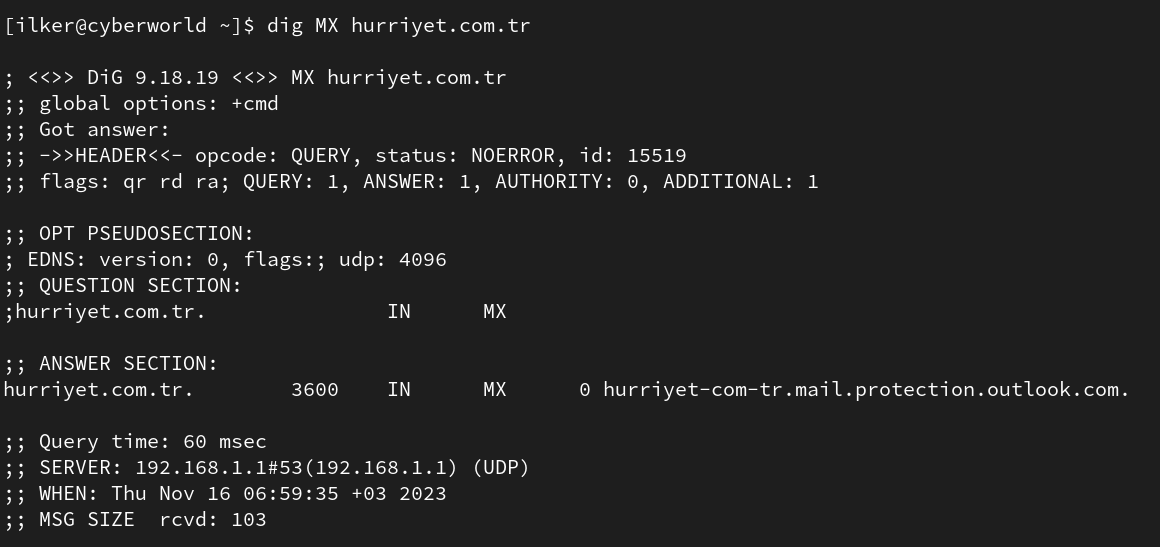 [ilker@cyberworld ~]$ dig MX hurriyet.com.tr
; <<>> DiG 9.18.19 <<>> MX hurriyet.com.tr
;; global options: +cmd
;; Got answer:
;; ->>HEADER<<- opcode: QUERY, status: NOERROR, id: 15519
;; flags: qr rd ra; QUERY: 1, ANSWER: 1, AUTHORITY: 0, ADDITIONAL: 1
;; OPT PSEUDOSECTION:
; EDNS: version: 0, flags:; udp: 4096
;; QUESTION SECTION:
;hurriyet.com.tr.               IN      MX
;; ANSWER SECTION:
hurriyet.com.tr.        3600    IN      MX      0 hurriyet-com-tr.mail.protection.outlook.com.
;; Query time: 60 msec
;; SERVER: 192.168.1.1#53(192.168.1.1) (UDP)
;; WHEN: Thu Nov 16 06:59:35 +03 2023
;; MSG SIZE  rcvd: 103